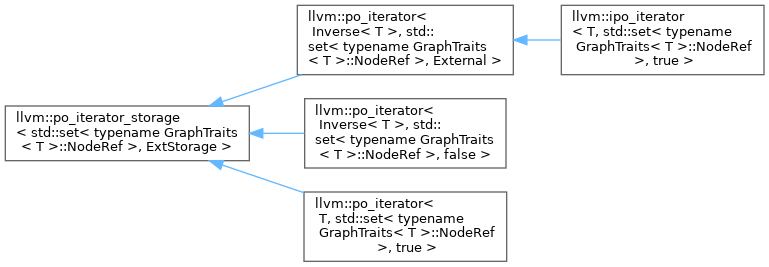 llvm::po_iterator<
Inverse< T >, std::
set< typename GraphTraits
< T >::NodeRef >, External >
llvm::ipo_iterator
< T, std::set< typename
GraphTraits< T >::NodeRef
>, true >
llvm::po_iterator_storage
< std::set< typename GraphTraits
< T >::NodeRef >, ExtStorage >
llvm::po_iterator<
Inverse< T >, std::
set< typename GraphTraits
< T >::NodeRef >, false >
llvm::po_iterator<
T, std::set< typename
GraphTraits< T >::NodeRef
>, true >